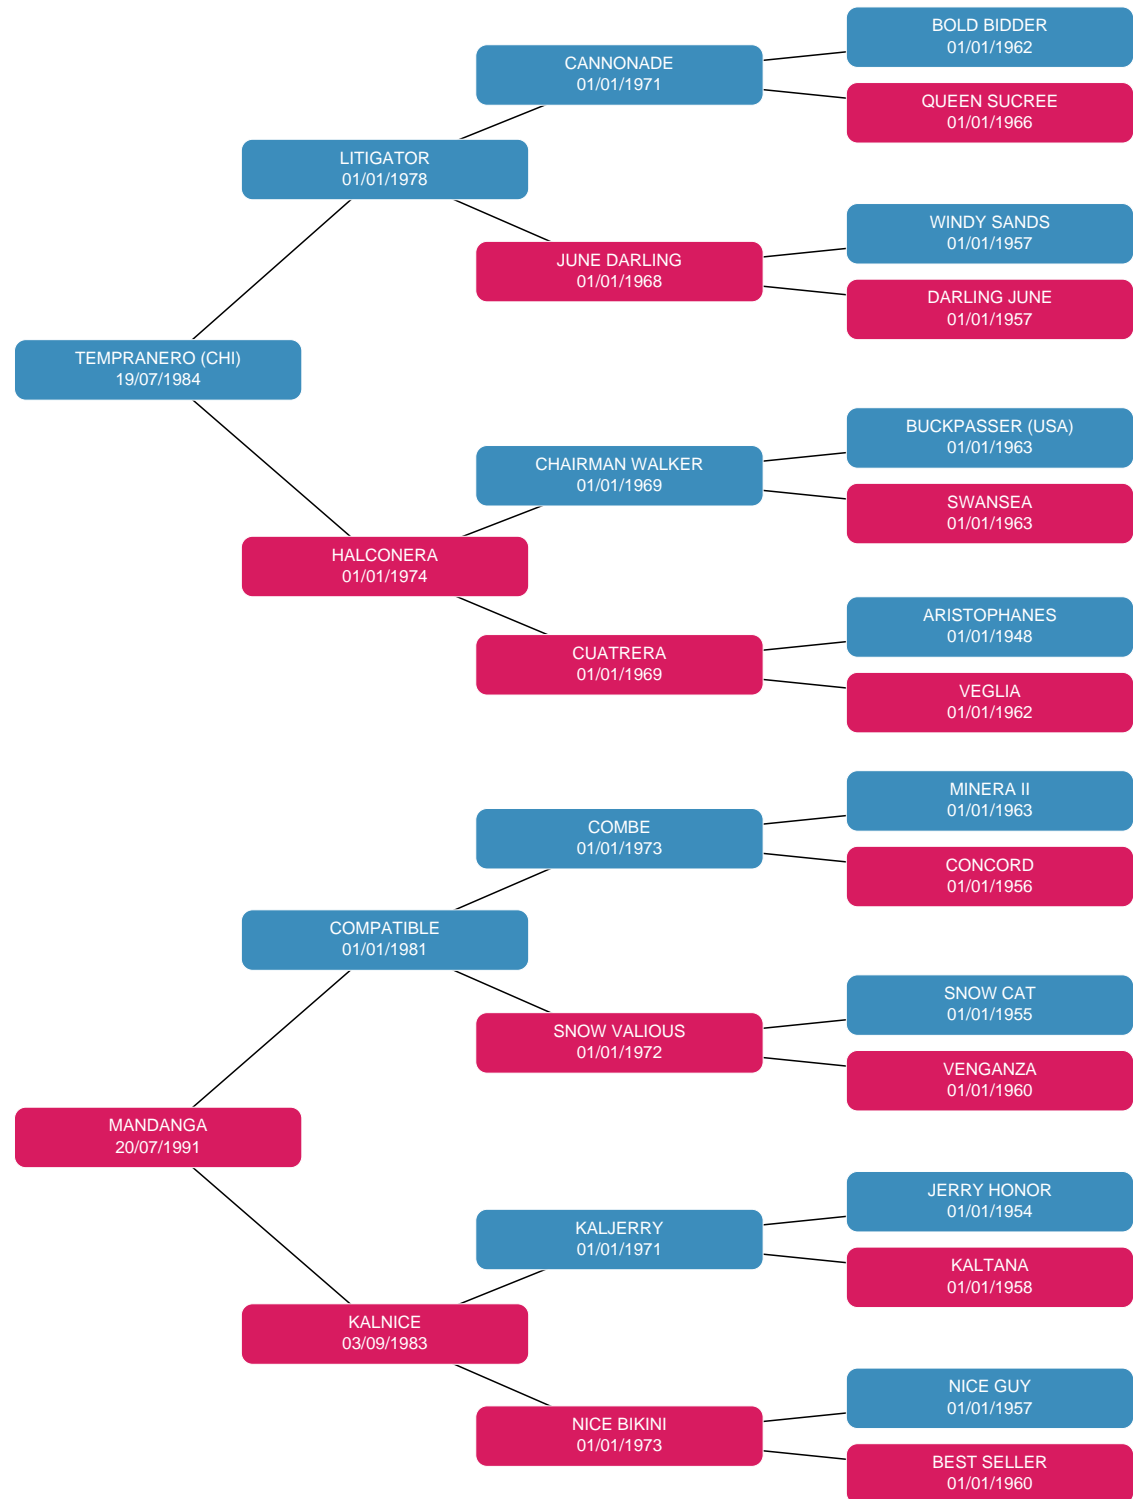 BOLD BIDDER
01/01/1962
CANNONADE
01/01/1971
QUEEN SUCREE
01/01/1966
LITIGATOR
01/01/1978
WINDY SANDS
01/01/1957
JUNE DARLING
01/01/1968
DARLING JUNE
01/01/1957
TEMPRANERO (CHI)
19/07/1984
BUCKPASSER (USA)
01/01/1963
CHAIRMAN WALKER
01/01/1969
SWANSEA
01/01/1963
HALCONERA
01/01/1974
ARISTOPHANES
01/01/1948
CUATRERA
01/01/1969
VEGLIA
01/01/1962
MINERA II
01/01/1963
COMBE
01/01/1973
CONCORD
01/01/1956
COMPATIBLE
01/01/1981
SNOW CAT
01/01/1955
SNOW VALIOUS
01/01/1972
VENGANZA
01/01/1960
MANDANGA
20/07/1991
JERRY HONOR
01/01/1954
KALJERRY
01/01/1971
KALTANA
01/01/1958
KALNICE
03/09/1983
NICE GUY
01/01/1957
NICE BIKINI
01/01/1973
BEST SELLER
01/01/1960